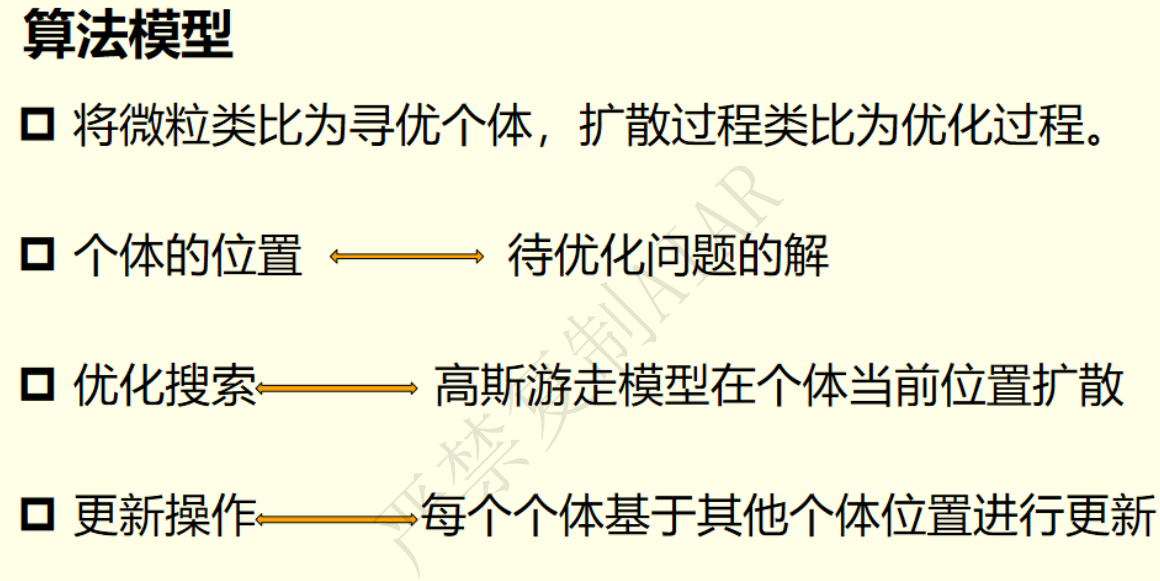 算法模型
将微粒类比为寻优个体，扩散过程类比为优化过程。
个体的位置 待优化问题的解
优化搜索 高斯游走模型在个体当前位置扩散
更新操作 每个个体基于其他个体位置进行更新
严禁复制AIAR